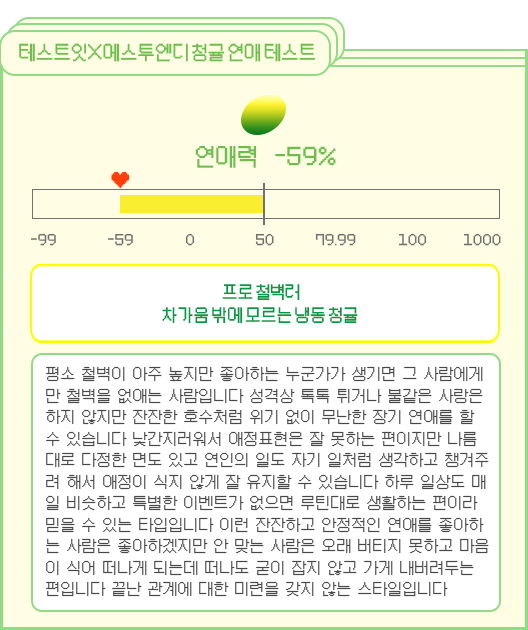 테스트잇X메스투엔디 청귤 연애 테스트
연애력 -59%
-99 -59 0 50 79.99 100 1000
프로 철벽러
차가움밖에 모르는 냉동 청귤
평소 철벽이 아주 높지만 좋아하는 누군가가 생기면 그 사람에게
만 철벽을 없애는 사람입니다 성격상 톡톡 튀거나 불같은 사랑은
하지 않지만 잔잔한 호수처럼 위기 없이 무난한 장기 연애를 할
수 있습니다 낯간지러워서 애정표현은 잘 못하는 편이지만 나름
대로 다정한 면도 있고 연인의 일도 자기 일처럼 생각하고 챙겨주
려 해서 애정이 식지 않게 잘 유지할 수 있습니다 하루 일상도 매
일 비슷하고 특별한 이벤트가 없으면 루틴대로 생활하는 편이라
믿을 수 있는 타입입니다 이런 잔잔하고 안정적인 연애를 좋아하
는 사람은 좋아하겠지만 안 맞는 사람은 오래 버티지 못하고 마음
이 식어 떠나게 되는데 떠나도 굳이 잡지 않고 가게 내버려두는
편입니다 끝난 관계에 대한 미련을 갖지 않는 스타일입니다